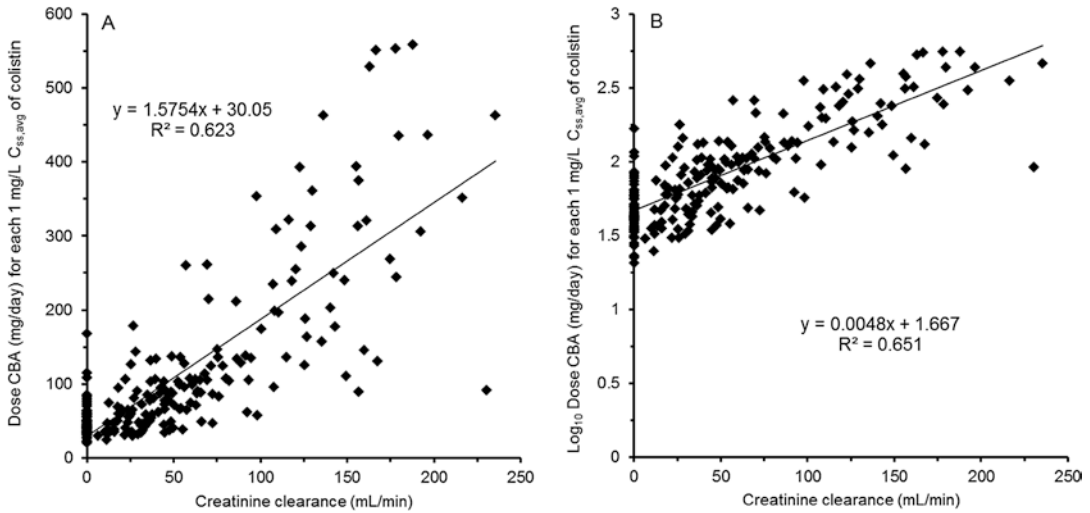 A
600
500
400
300
200
100
0
Dose CBA (mg/day) for each 1 mg/L Css,avg of colistin
y = 1.5754x + 30.05
R² = 0.623
0 50 100 150 200 250
Creatinine clearance (mL/min)
B
3
2.5
2
1.5
1
0.5
0
Log₁₀ Dose CBA (mg/day) for each 1 mg/L Css,avg of colistin
y = 0.0048x + 1.667
R² = 0.651
0 50 100 150 200 250
Creatinine clearance (mL/min)